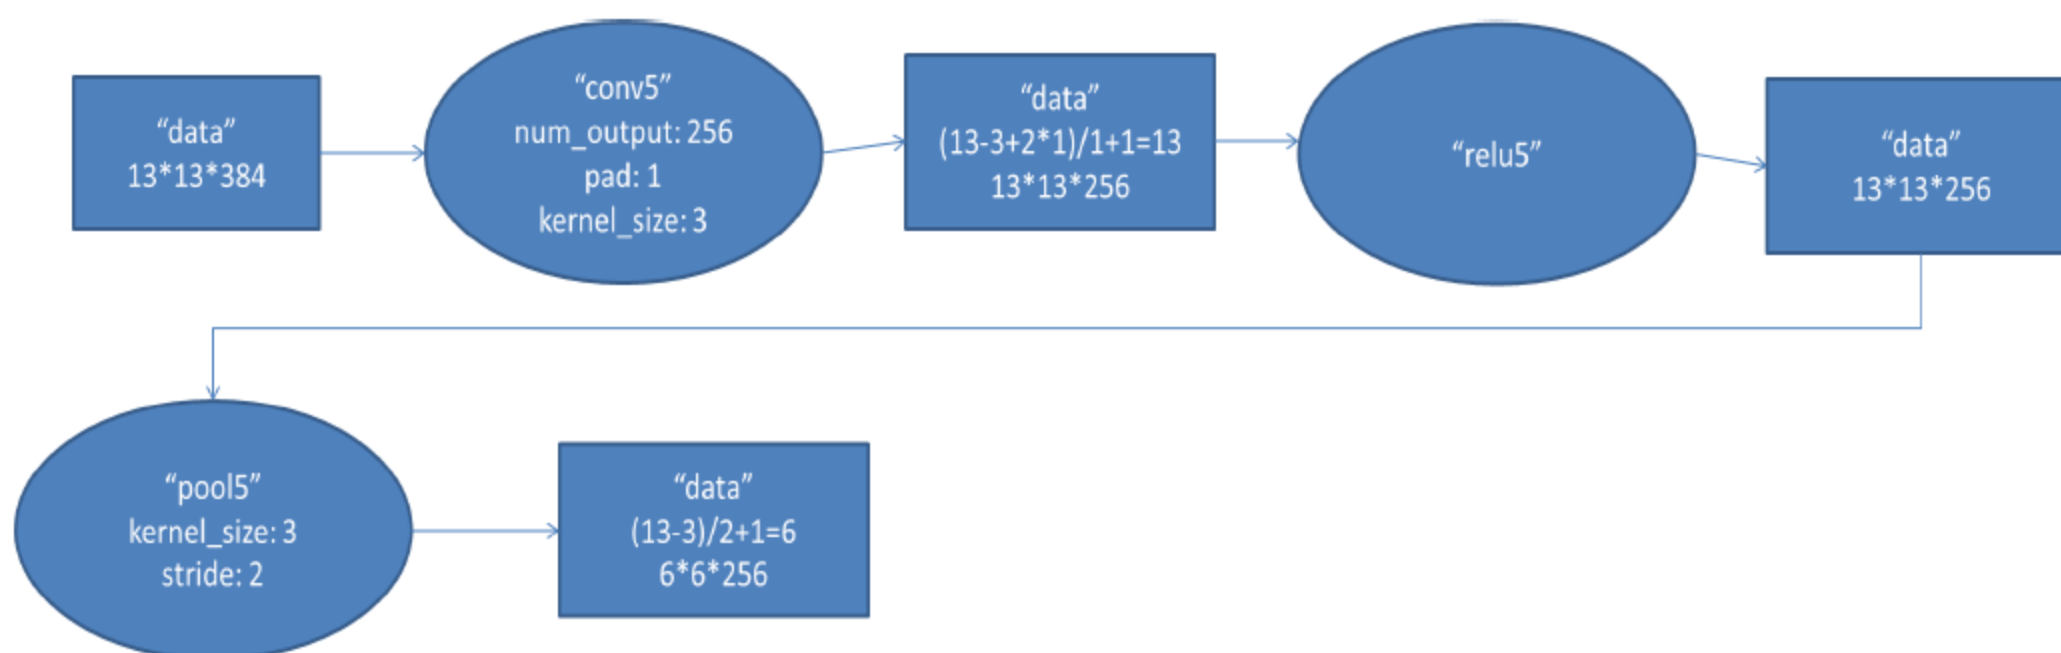 “data”
13*13*384
“conv5”
num_output: 256
pad: 1
kernel_size: 3
“data”
(13-3+2*1)/1+1=13
13*13*256
“relu5”
“data”
13*13*256
“pool5”
kernel_size: 3
stride: 2
“data”
(13-3)/2+1=6
6*6*256